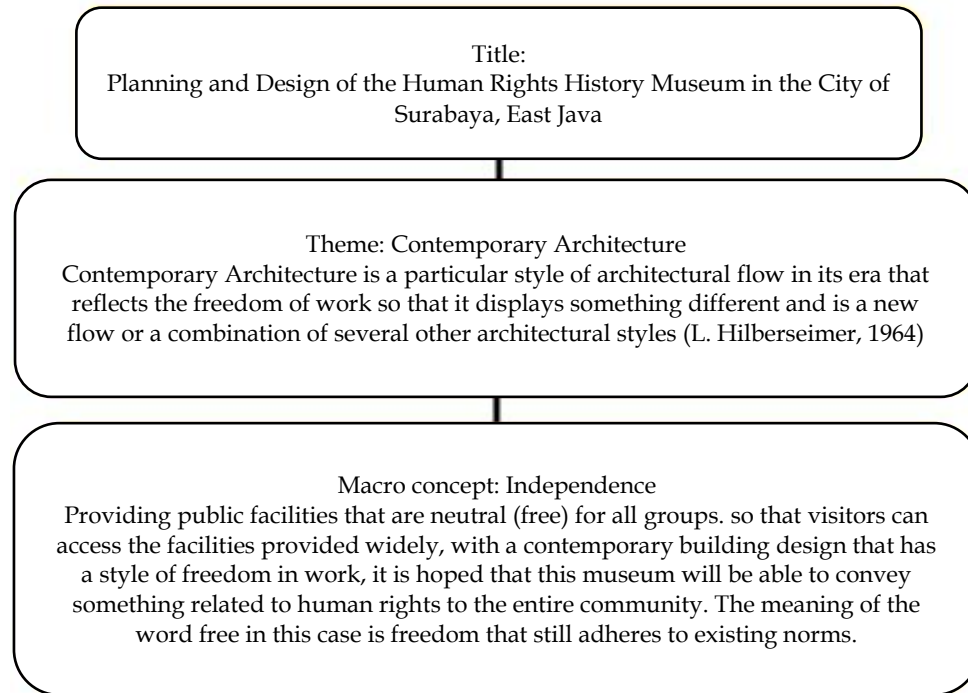 Title:
Planning and Design of the Human Rights History Museum in the City of
Surabaya, East Java
Theme: Contemporary Architecture
Contemporary Architecture is a particular style of architectural flow in its era that
reflects the freedom of work so that it displays something different and is a new
flow or a combination of several other architectural styles (L. Hilberseimer, 1964)
Macro concept: Independence
Providing public facilities that are neutral (free) for all groups. so that visitors can
access the facilities provided widely, with a contemporary building design that has
a style of freedom in work, it is hoped that this museum will be able to convey
something related to human rights to the entire community. The meaning of the
word free in this case is freedom that still adheres to existing norms.